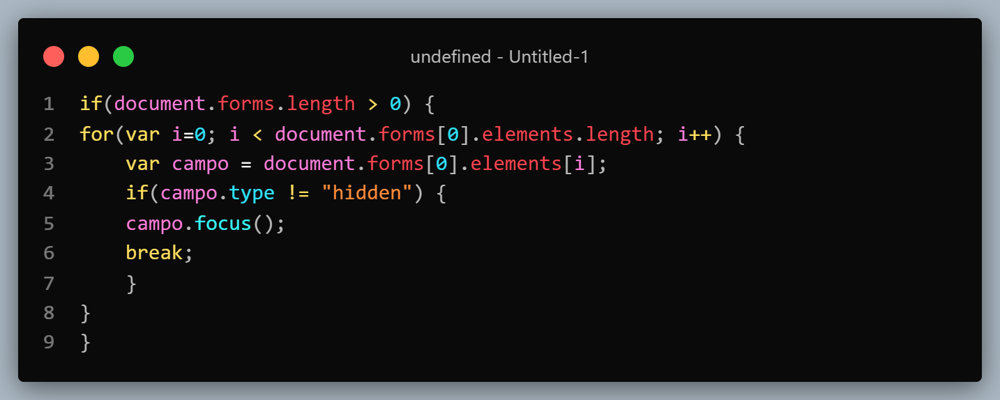 undefined - Untitled-1
1 if(document.forms.length > 0) {
2 for(var i=0; i < document.forms[0].elements.length; i++) {
3     var campo = document.forms[0].elements[i];
4     if(campo.type != "hidden") {
5     campo.focus();
6     break;
7     }
8 }
9 }